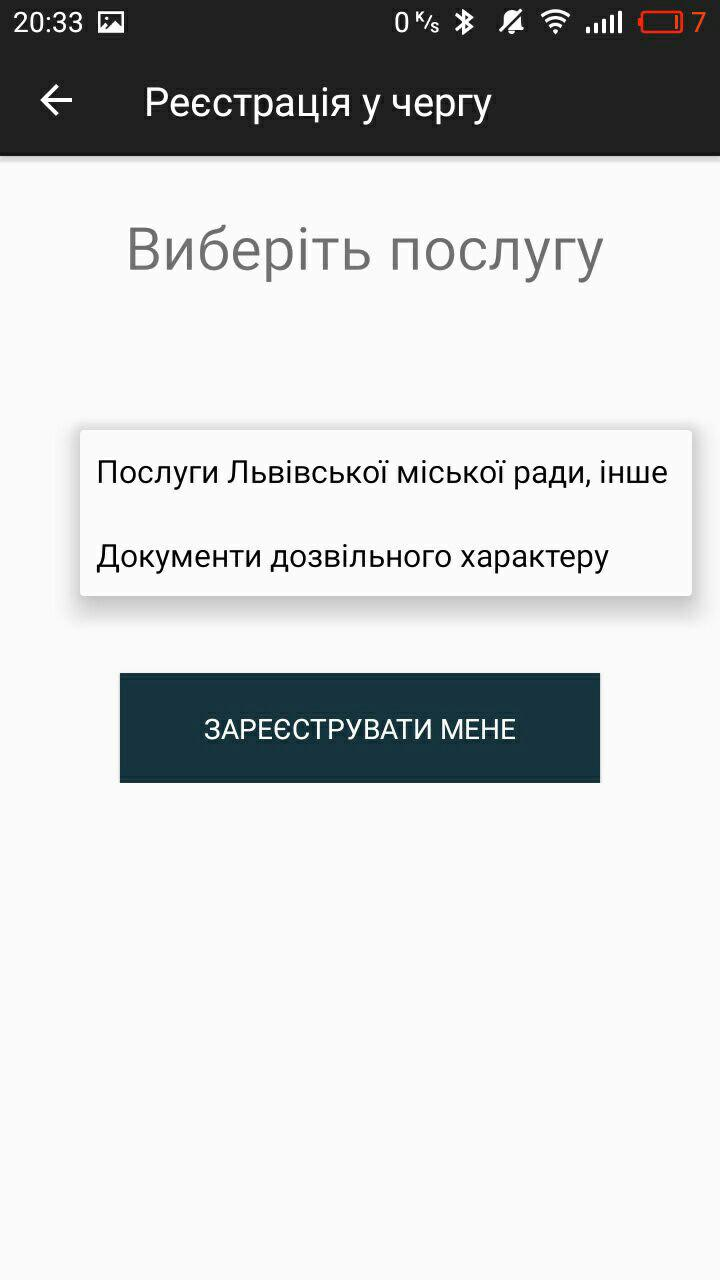 20:33 0 K/s 7
Реєстрація у чергу
Виберіть послугу
Послуги Львівської міської ради, інше
Документи дозвільного характеру
ЗАРЕЄСТРУВАТИ МЕНЕ